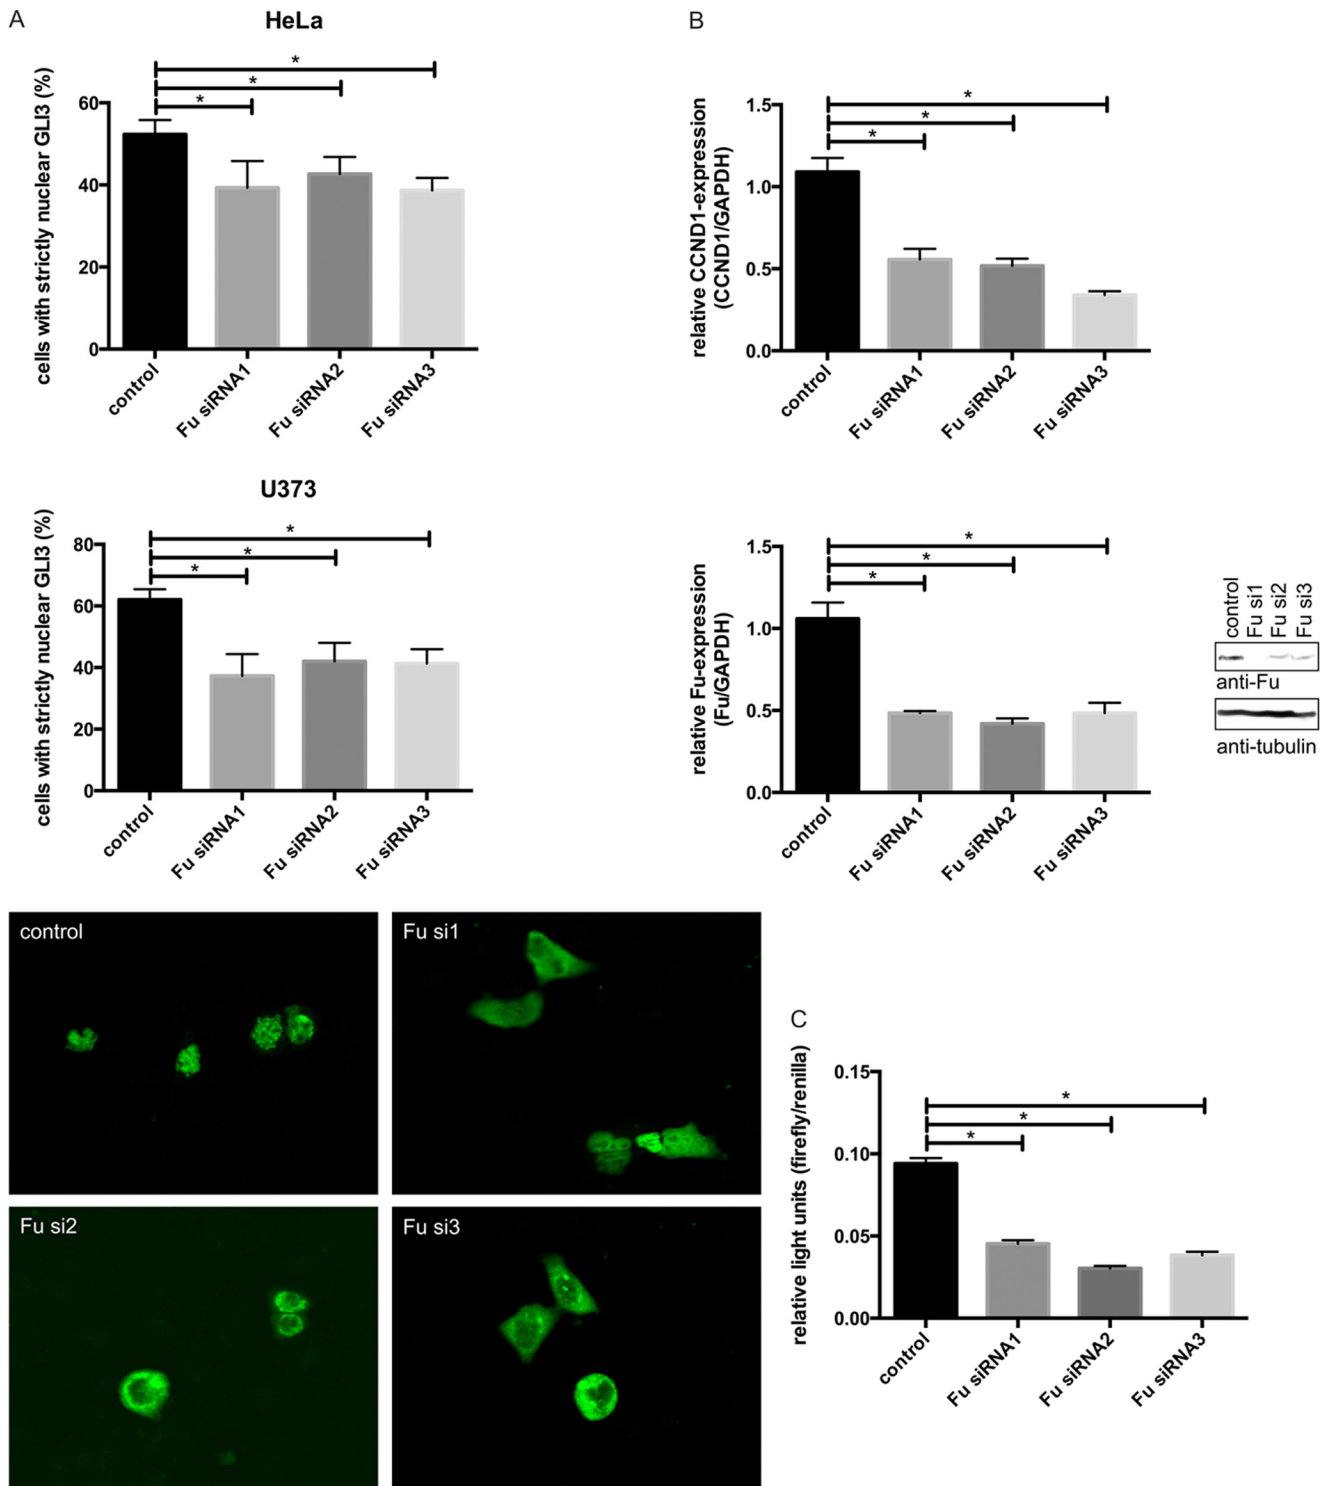 A
HeLa
cells with strictly nuclear GLI3 (%)
60
40
20
0
*
*
*
control
Fu siRNA1
Fu siRNA2
Fu siRNA3
U373
cells with strictly nuclear GLI3 (%)
80
60
40
20
0
*
*
*
control
Fu siRNA1
Fu siRNA2
Fu siRNA3
control
Fu si1
Fu si2
Fu si3
B
relative CCND1-expression
(CCND1/GAPDH)
1.5
1.0
0.5
0.0
*
*
*
control
Fu siRNA1
Fu siRNA2
Fu siRNA3
relative Fu-expression
(Fu/GAPDH)
1.5
1.0
0.5
0.0
*
*
*
control
Fu siRNA1
Fu siRNA2
Fu siRNA3
control
Fu si1
Fu si2
Fu si3
anti-Fu
anti-tubulin
C
relative light units (firefly/renilla)
0.15
0.10
0.05
0.00
*
*
*
control
Fu siRNA1
Fu siRNA2
Fu siRNA3